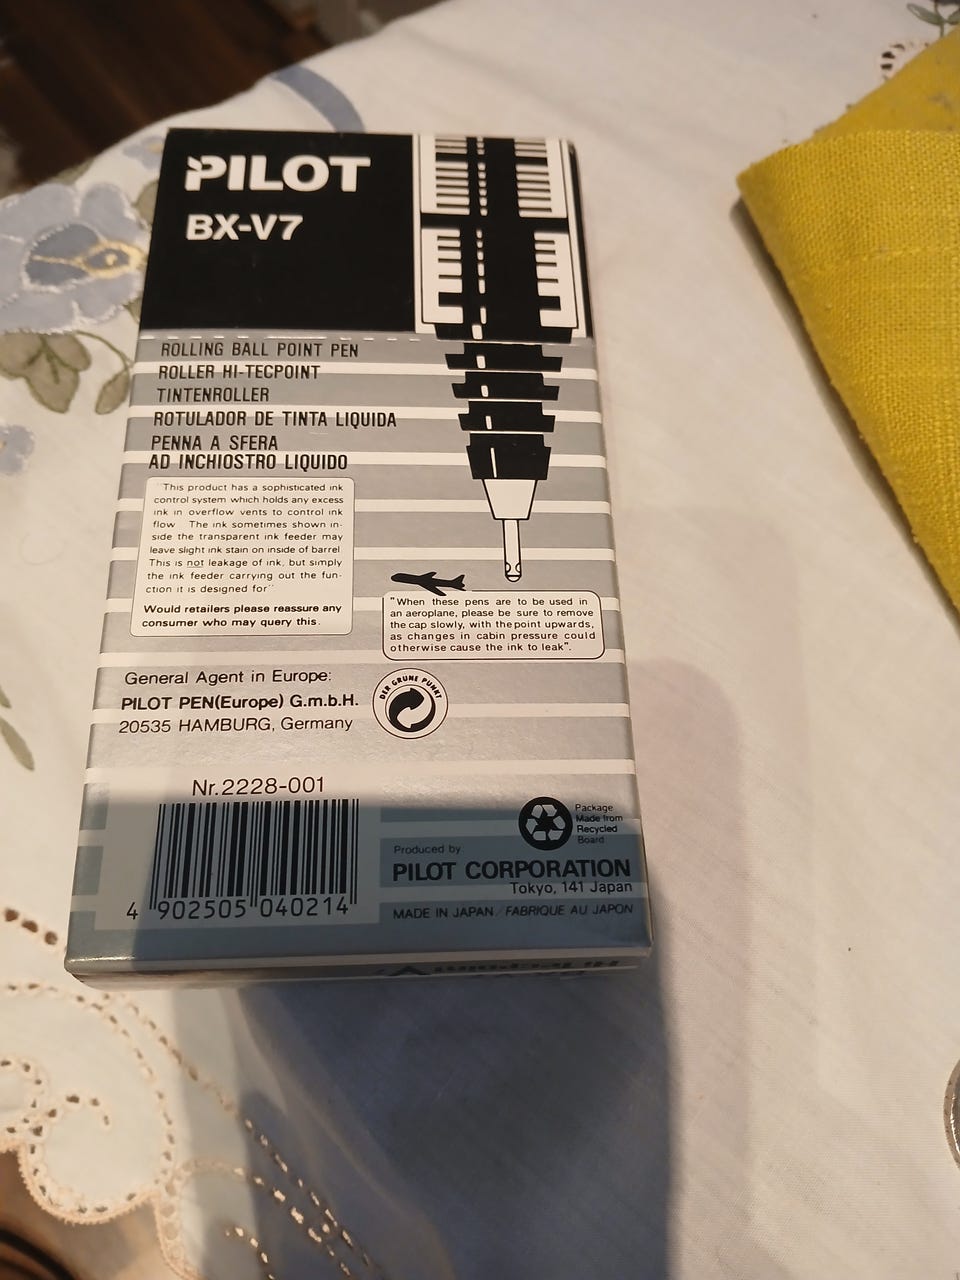 PILOT
BX-V7
ROLLING BALL POINT PEN
ROLLER HI-TECPOINT
TINTENROLLER
ROTULADOR DE TINTA LIQUIDA
PENNA A SFERA
AD INCHIOSTRO LIQUIDO
"This product has a sophisticated ink
control system which holds any excess
ink in overflow vents to control ink
flow The ink sometimes shown in-
side the transparent ink feeder may
leave slight ink stain on inside of barrel
This is not leakage of ink, but simply
the ink feeder carrying out the fun-
ction it is designed for"
Would retailers please reassure any
consumer who may query this.
"When these pens are to be used in
an aeroplane, please be sure to remove
the cap slowly, with the point upwards,
as changes in cabin pressure could
otherwise cause the ink to leak".
General Agent in Europe:
PILOT PEN(Europe) G.m.b.H.
20535 HAMBURG, Germany
DER GRÜNE PUNKT
Nr.2228-001
4 902505 040214
Package
Made from
Recycled
Board
Produced by
PILOT CORPORATION
Tokyo, 141 Japan
MADE IN JAPAN / FABRIQUE AU JAPON